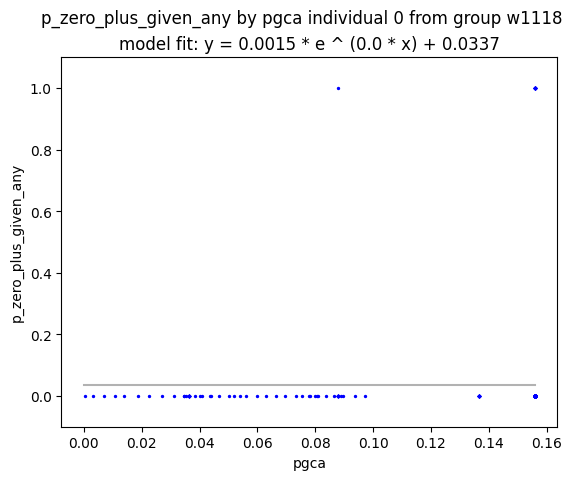 p_zero_plus_given_any by pgca individual 0 from group w1118
model fit: y = 0.0015 * e ^ (0.0 * x) + 0.0337
1.0
0.8
0.6
0.4
0.2
0.0
p_zero_plus_given_any
0.00 0.02 0.04 0.06 0.08 0.10 0.12 0.14 0.16
pgca